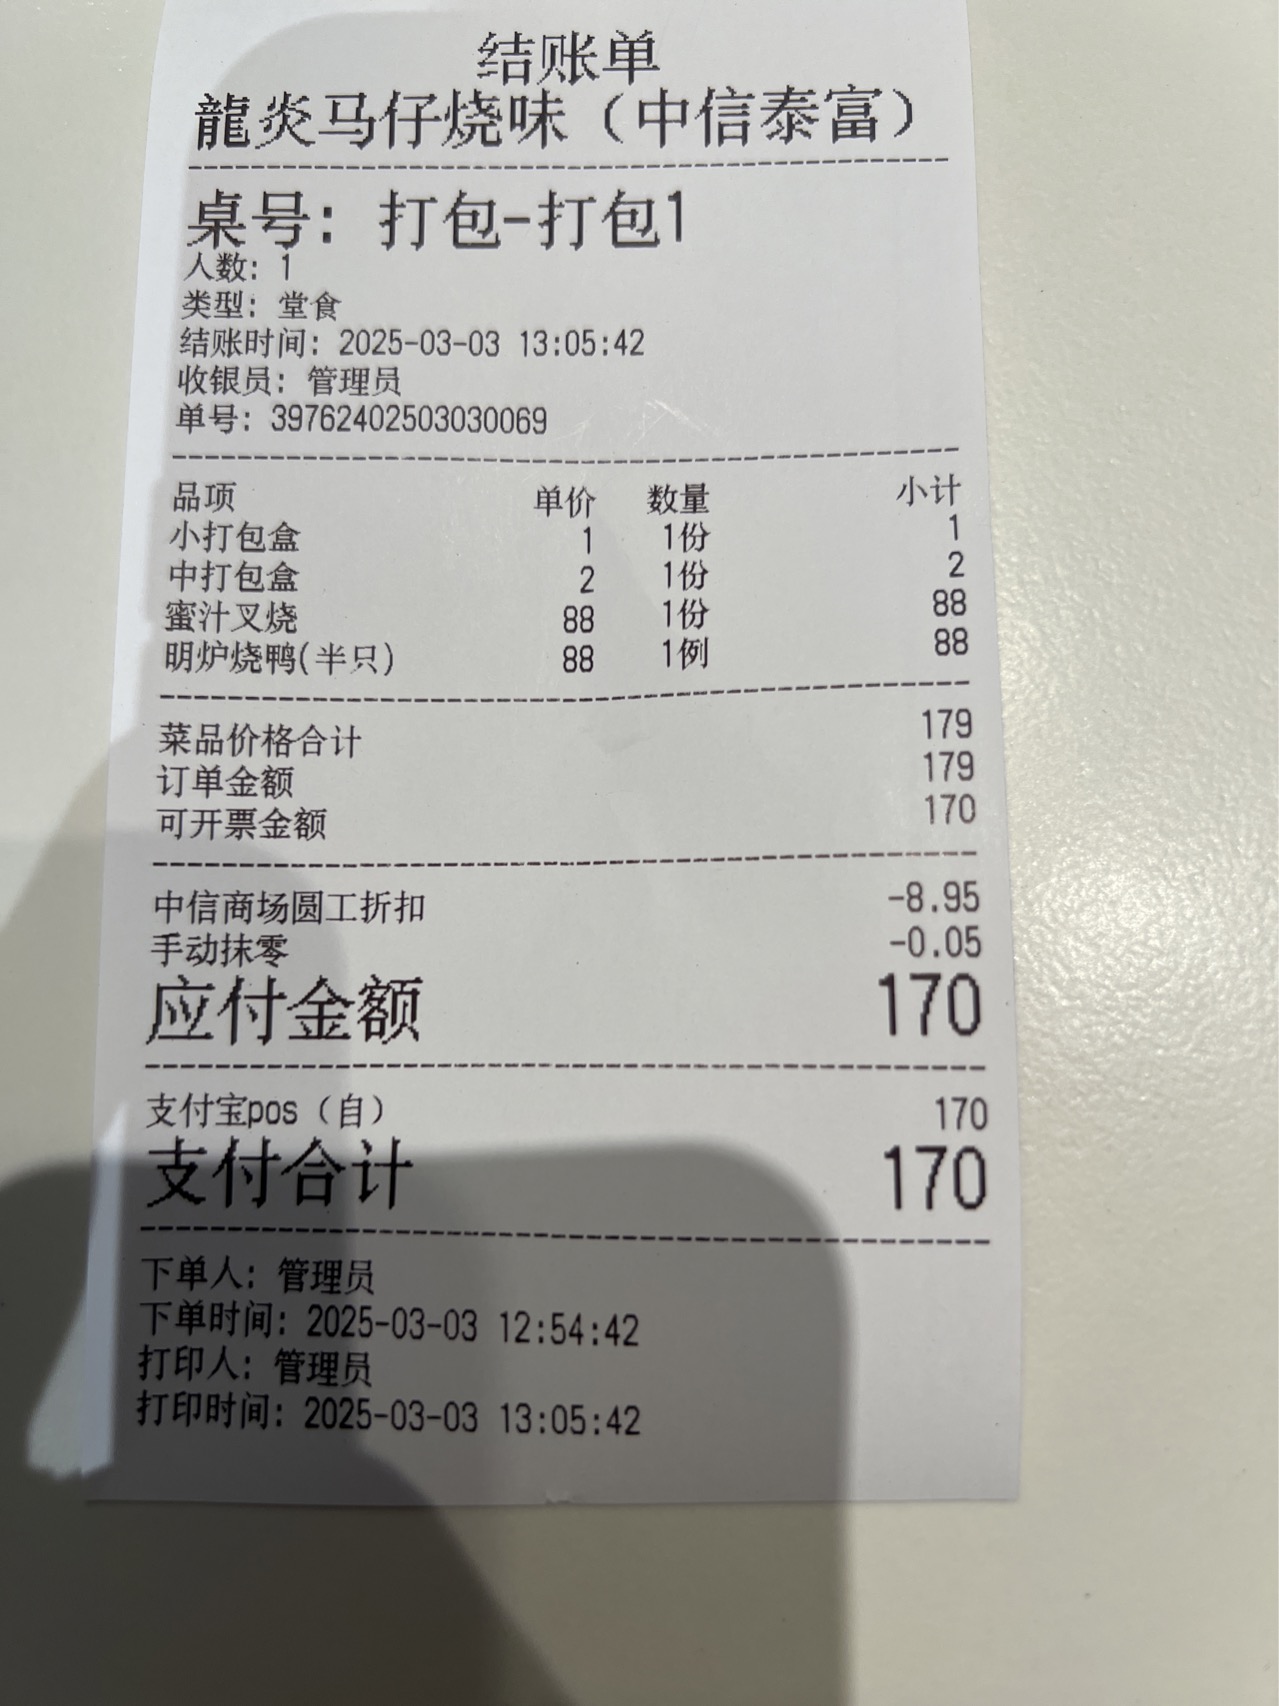 结账单
龍炎马仔烧味（中信泰富）
桌号：打包-打包1
人数：1
类型：堂食
结账时间：2025-03-03 13:05:42
收银员：管理员
单号：39762402503030069
品项 单价 数量 小计
小打包盒 1 1份 1
中打包盒 2 1份 2
蜜汁叉烧 88 1份 88
明炉烧鸭(半只) 88 1例 88
菜品价格合计 179
订单金额 179
可开票金额 170
中信商场圆工折扣 -8.95
手动抹零 -0.05
应付金额 170
支付宝pos（自） 170
支付合计 170
下单人：管理员
下单时间：2025-03-03 12:54:42
打印人：管理员
打印时间：2025-03-03 13:05:42